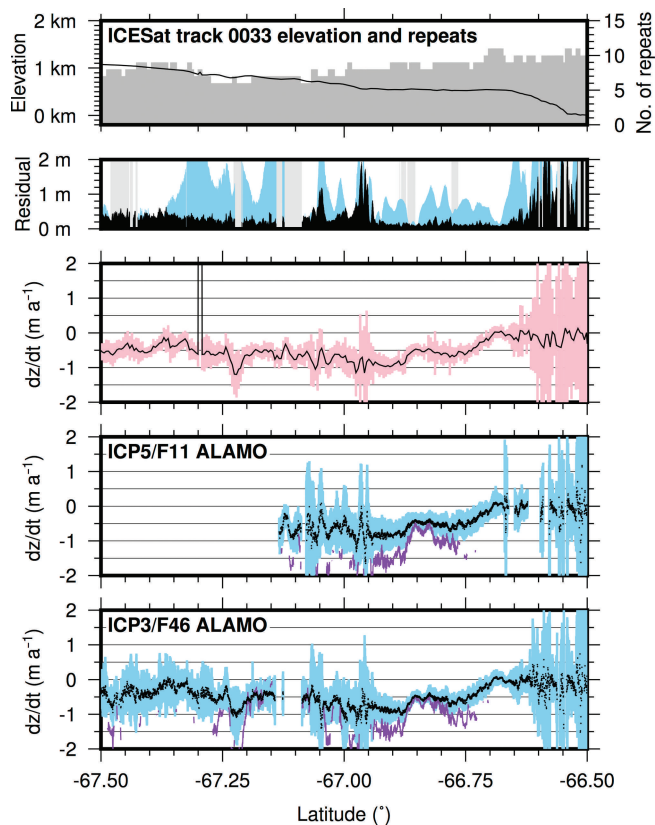 ICESat track 0033 elevation and repeats
Elevation
2 km
1 km
0 km
No. of repeats
15
10
5
0
Residual
2 m
1 m
0 m
dz/dt (m a⁻¹)
2
1
0
-1
-2
ICP5/F11 ALAMO
dz/dt (m a⁻¹)
2
1
0
-1
-2
ICP3/F46 ALAMO
dz/dt (m a⁻¹)
2
1
0
-1
-2
-67.50 -67.25 -67.00 -66.75 -66.50
Latitude (˚)